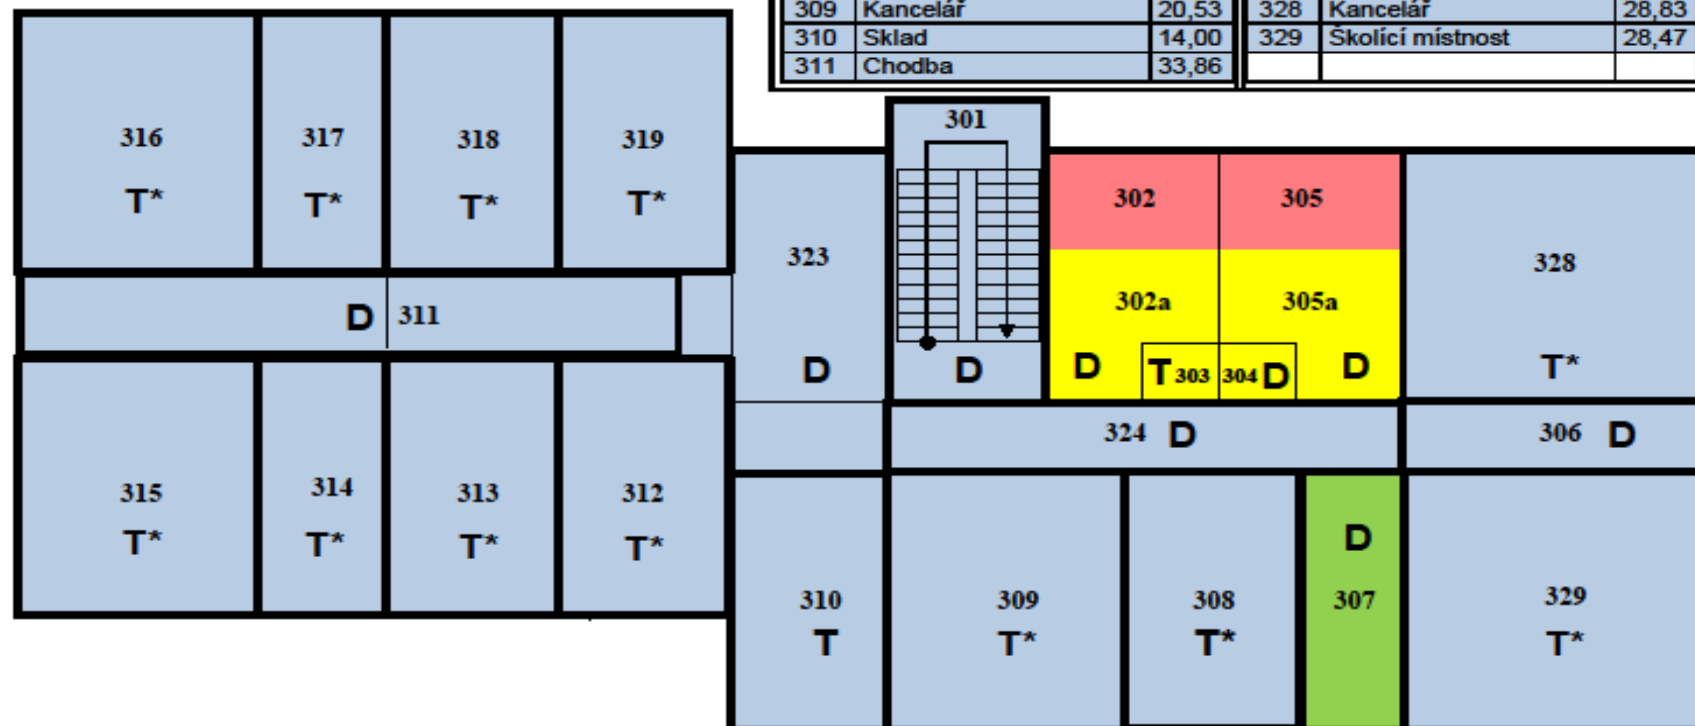 309 Kancelář 20,53 328 Kancelář 28,83
310 Sklad 14,00 329 Školící místnost 28,47
311 Chodba 33,86
301
316 317 318 319
T* T* T* T*
302 305
323 328
302a 305a
D 311
D D D T 303 304 D D T*
324 D 306 D
315 314 313 312
T* T* T* T*
D
310 309 308 307 329
T T* T* T*